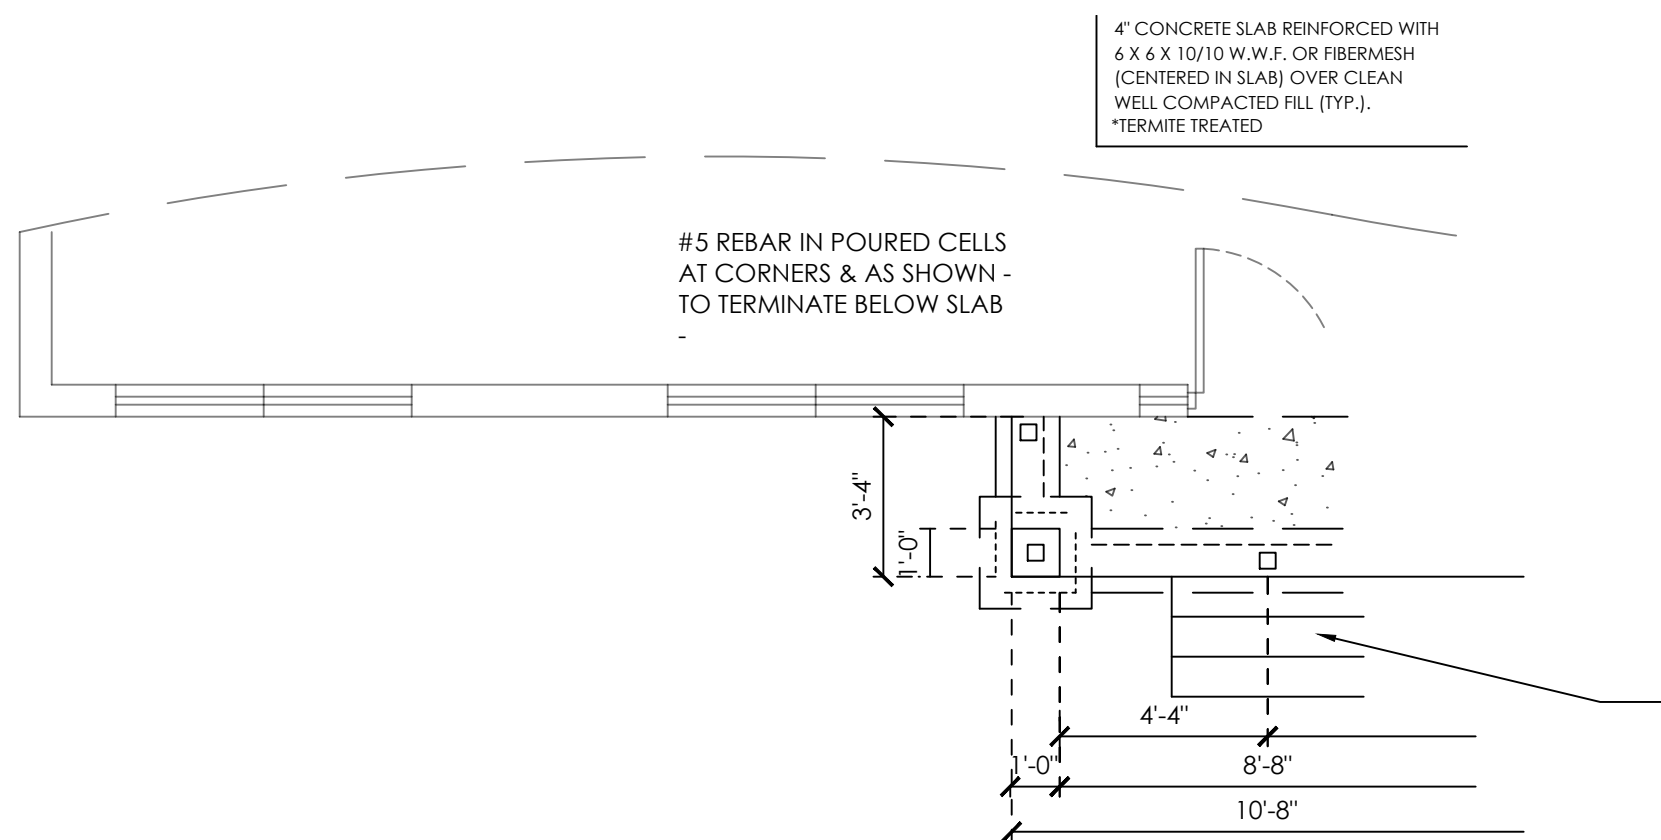 4" CONCRETE SLAB REINFORCED WITH
6 X 6 X 10/10 W.W.F. OR FIBERMESH
(CENTERED IN SLAB) OVER CLEAN
WELL COMPACTED FILL (TYP.).
*TERMITE TREATED
#5 REBAR IN POURED CELLS
AT CORNERS & AS SHOWN -
TO TERMINATE BELOW SLAB
-
3'-4"
1'-0"
4'-4"
1'-0"
8'-8"
10'-8"